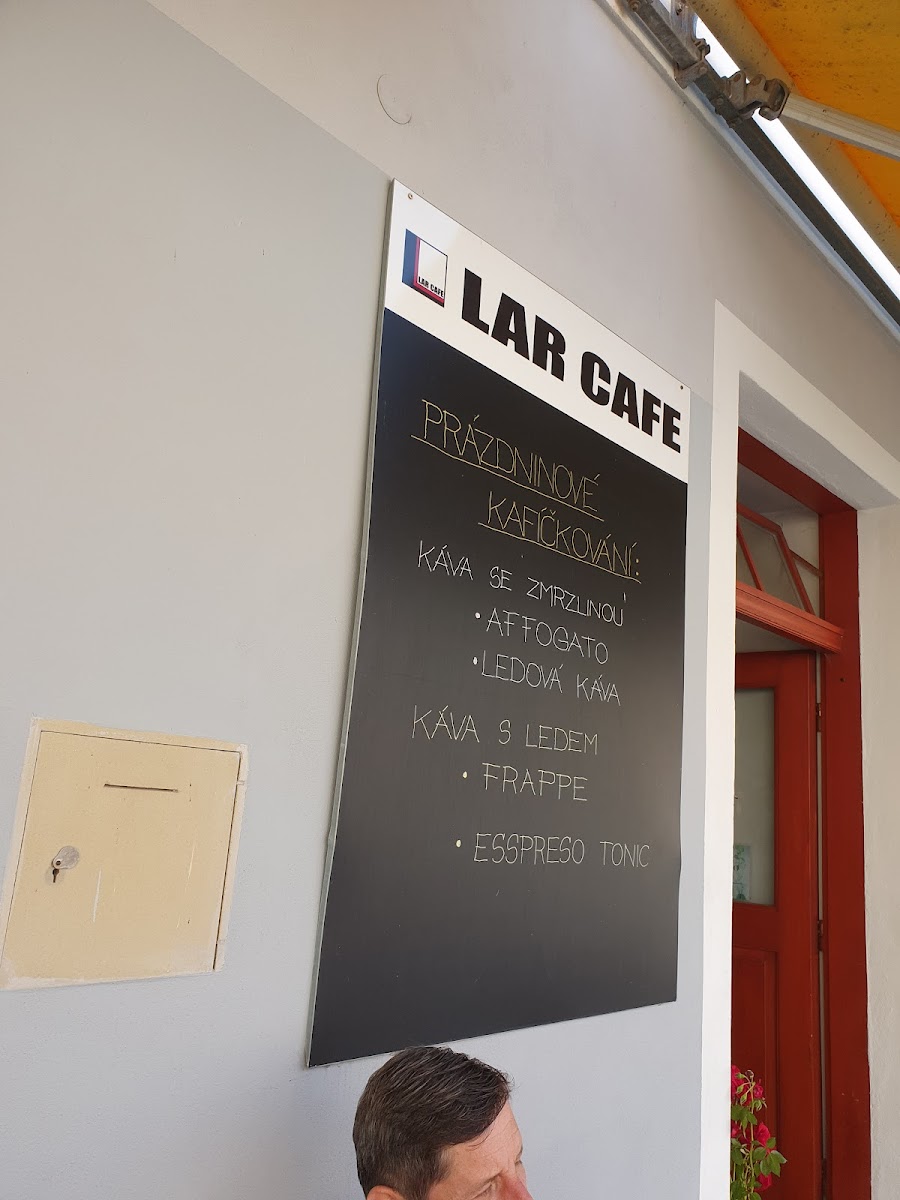 LAR CAFE
LAR CAFE
PRÁZDNINOVÉ
KAFÍČKOVÁNÍ:
KÁVA SE ZMRZLINOU
• AFFOGATO
• LEDOVÁ KÁVA
KÁVA S LEDEM
• FRAPPE
• ESSPRESO TONIC